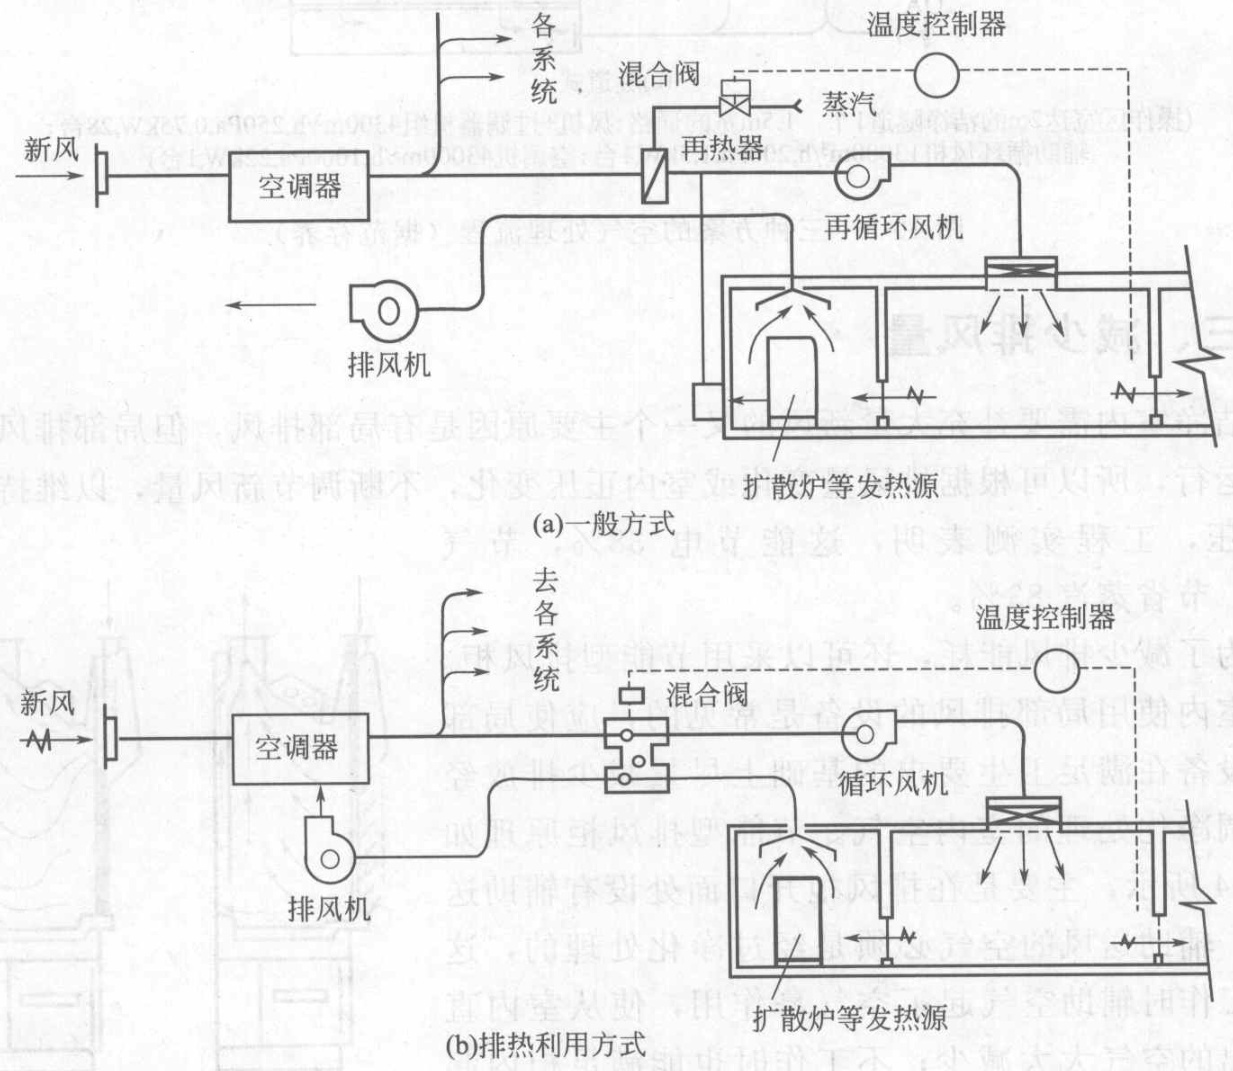 各系统
温度控制器
混合阀
蒸汽
新风
空调器
再热器
再循环风机
排风机
扩散炉等发热源
(a)一般方式
去各系统
温度控制器
混合阀
新风
空调器
循环风机
排风机
扩散炉等发热源
(b)排热利用方式